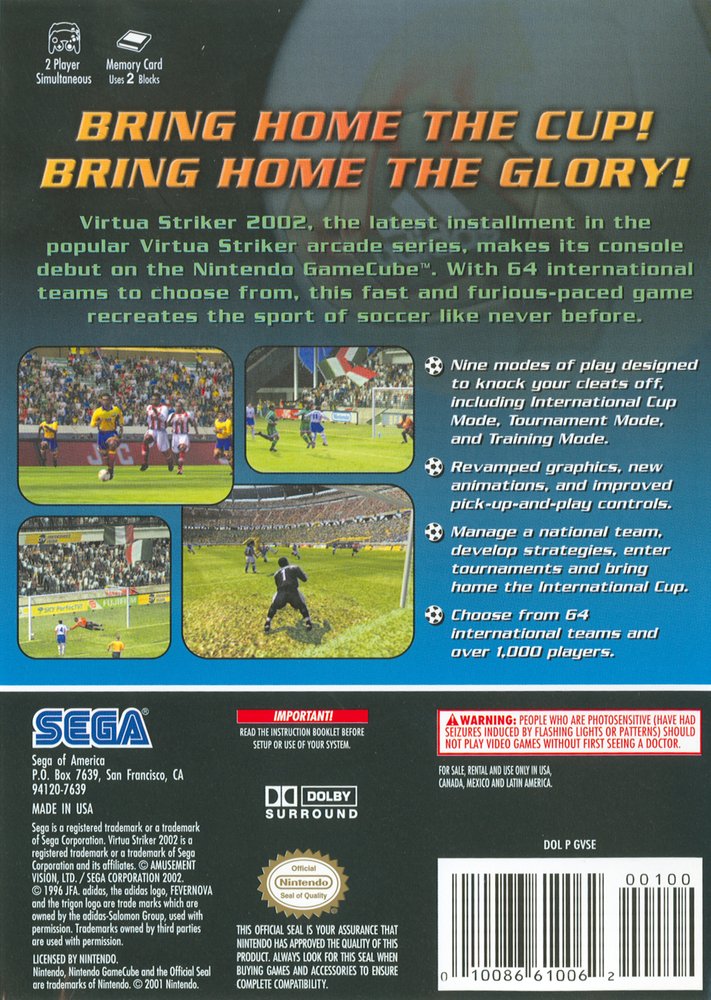 2 Player
Simultaneous
Memory Card
Uses 2 Blocks
BRING HOME THE CUP!
BRING HOME THE GLORY!
Virtua Striker 2002, the latest installment in the
popular Virtua Striker arcade series, makes its console
debut on the Nintendo GameCube™. With 64 international
teams to choose from, this fast and furious-paced game
recreates the sport of soccer like never before.
Nine modes of play designed
to knock your cleats off,
including International Cup
Mode, Tournament Mode,
and Training Mode.
Revamped graphics, new
animations, and improved
pick-up-and-play controls.
Manage a national team,
develop strategies, enter
tournaments and bring
home the International Cup.
Choose from 64
international teams and
over 1,000 players.
SEGA®
Sega of America
P.O. Box 7639, San Francisco, CA
94120-7639
MADE IN USA
Sega is a registered trademark or a trademark
of Sega Corporation. Virtua Striker 2002 is a
registered trademark or a trademark of Sega
Corporation and its affiliates. © AMUSEMENT
VISION, LTD. / SEGA CORPORATION 2002.
© 1996 JFA. adidas, the adidas logo, FEVERNOVA
and the trigon logo are trade marks which are
owned by the adidas-Salomon Group, used with
permission. Trademarks owned by third parties
are used with permission.
LICENSED BY NINTENDO.
Nintendo, Nintendo GameCube and the Official Seal
are trademarks of Nintendo. © 2001 Nintendo.
IMPORTANT!
READ THE INSTRUCTION BOOKLET BEFORE
SETUP OR USE OF YOUR SYSTEM.
DOLBY
SURROUND
Official
Nintendo
Seal
THIS OFFICIAL SEAL IS YOUR ASSURANCE THAT
NINTENDO HAS APPROVED THE QUALITY OF THIS
PRODUCT. ALWAYS LOOK FOR THIS SEAL WHEN
BUYING GAMES AND ACCESSORIES TO ENSURE
COMPLETE COMPATIBILITY.
WARNING: PEOPLE WHO ARE PHOTOSENSITIVE (HAVE HAD
SEIZURES INDUCED BY FLASHING LIGHTS OR PATTERNS) SHOULD
NOT PLAY VIDEO GAMES WITHOUT FIRST SEEING A DOCTOR.
FOR SALE, RENTAL AND USE ONLY IN USA,
CANADA, MEXICO AND LATIN AMERICA.
DOL P GVSE
00100
0 10086 61006 2